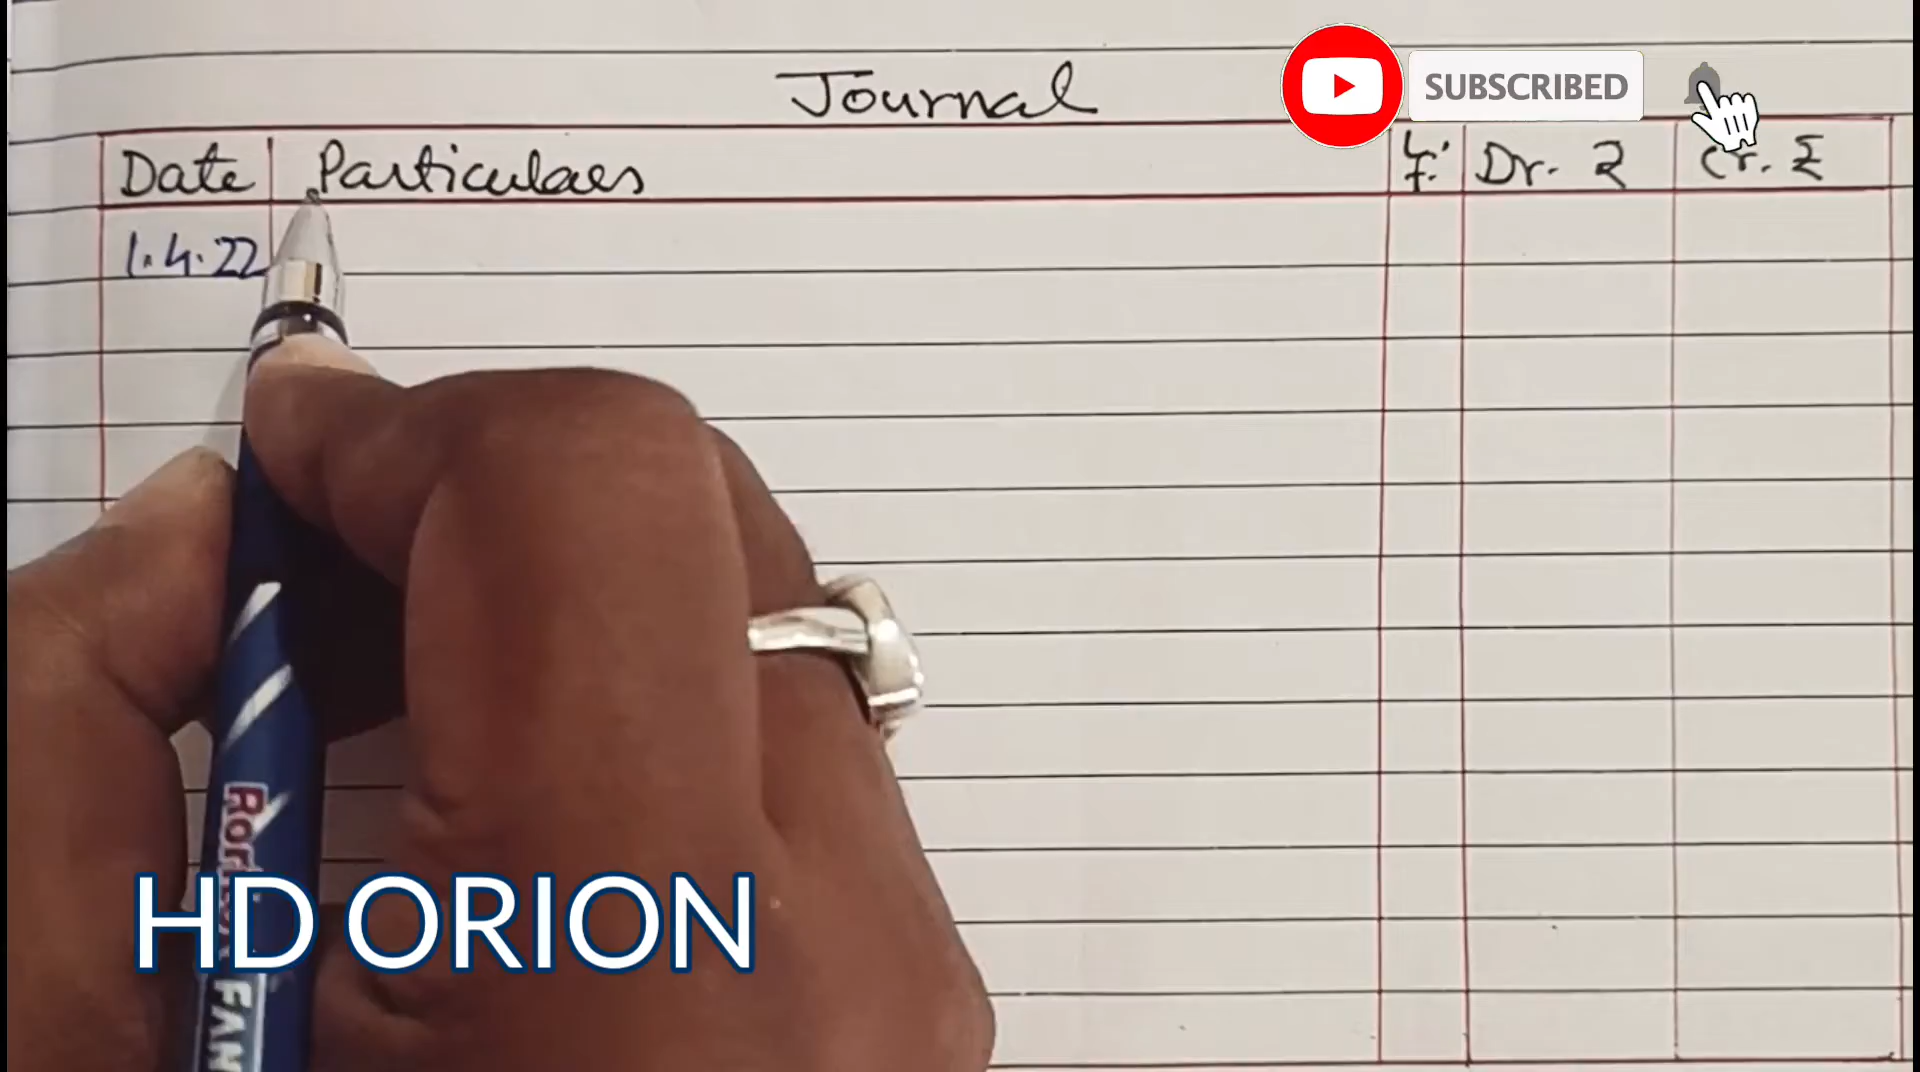 Journal
SUBSCRIBED
Date Particulars L.F. Dr. ₹ Cr. ₹
1.4.22
HD ORION